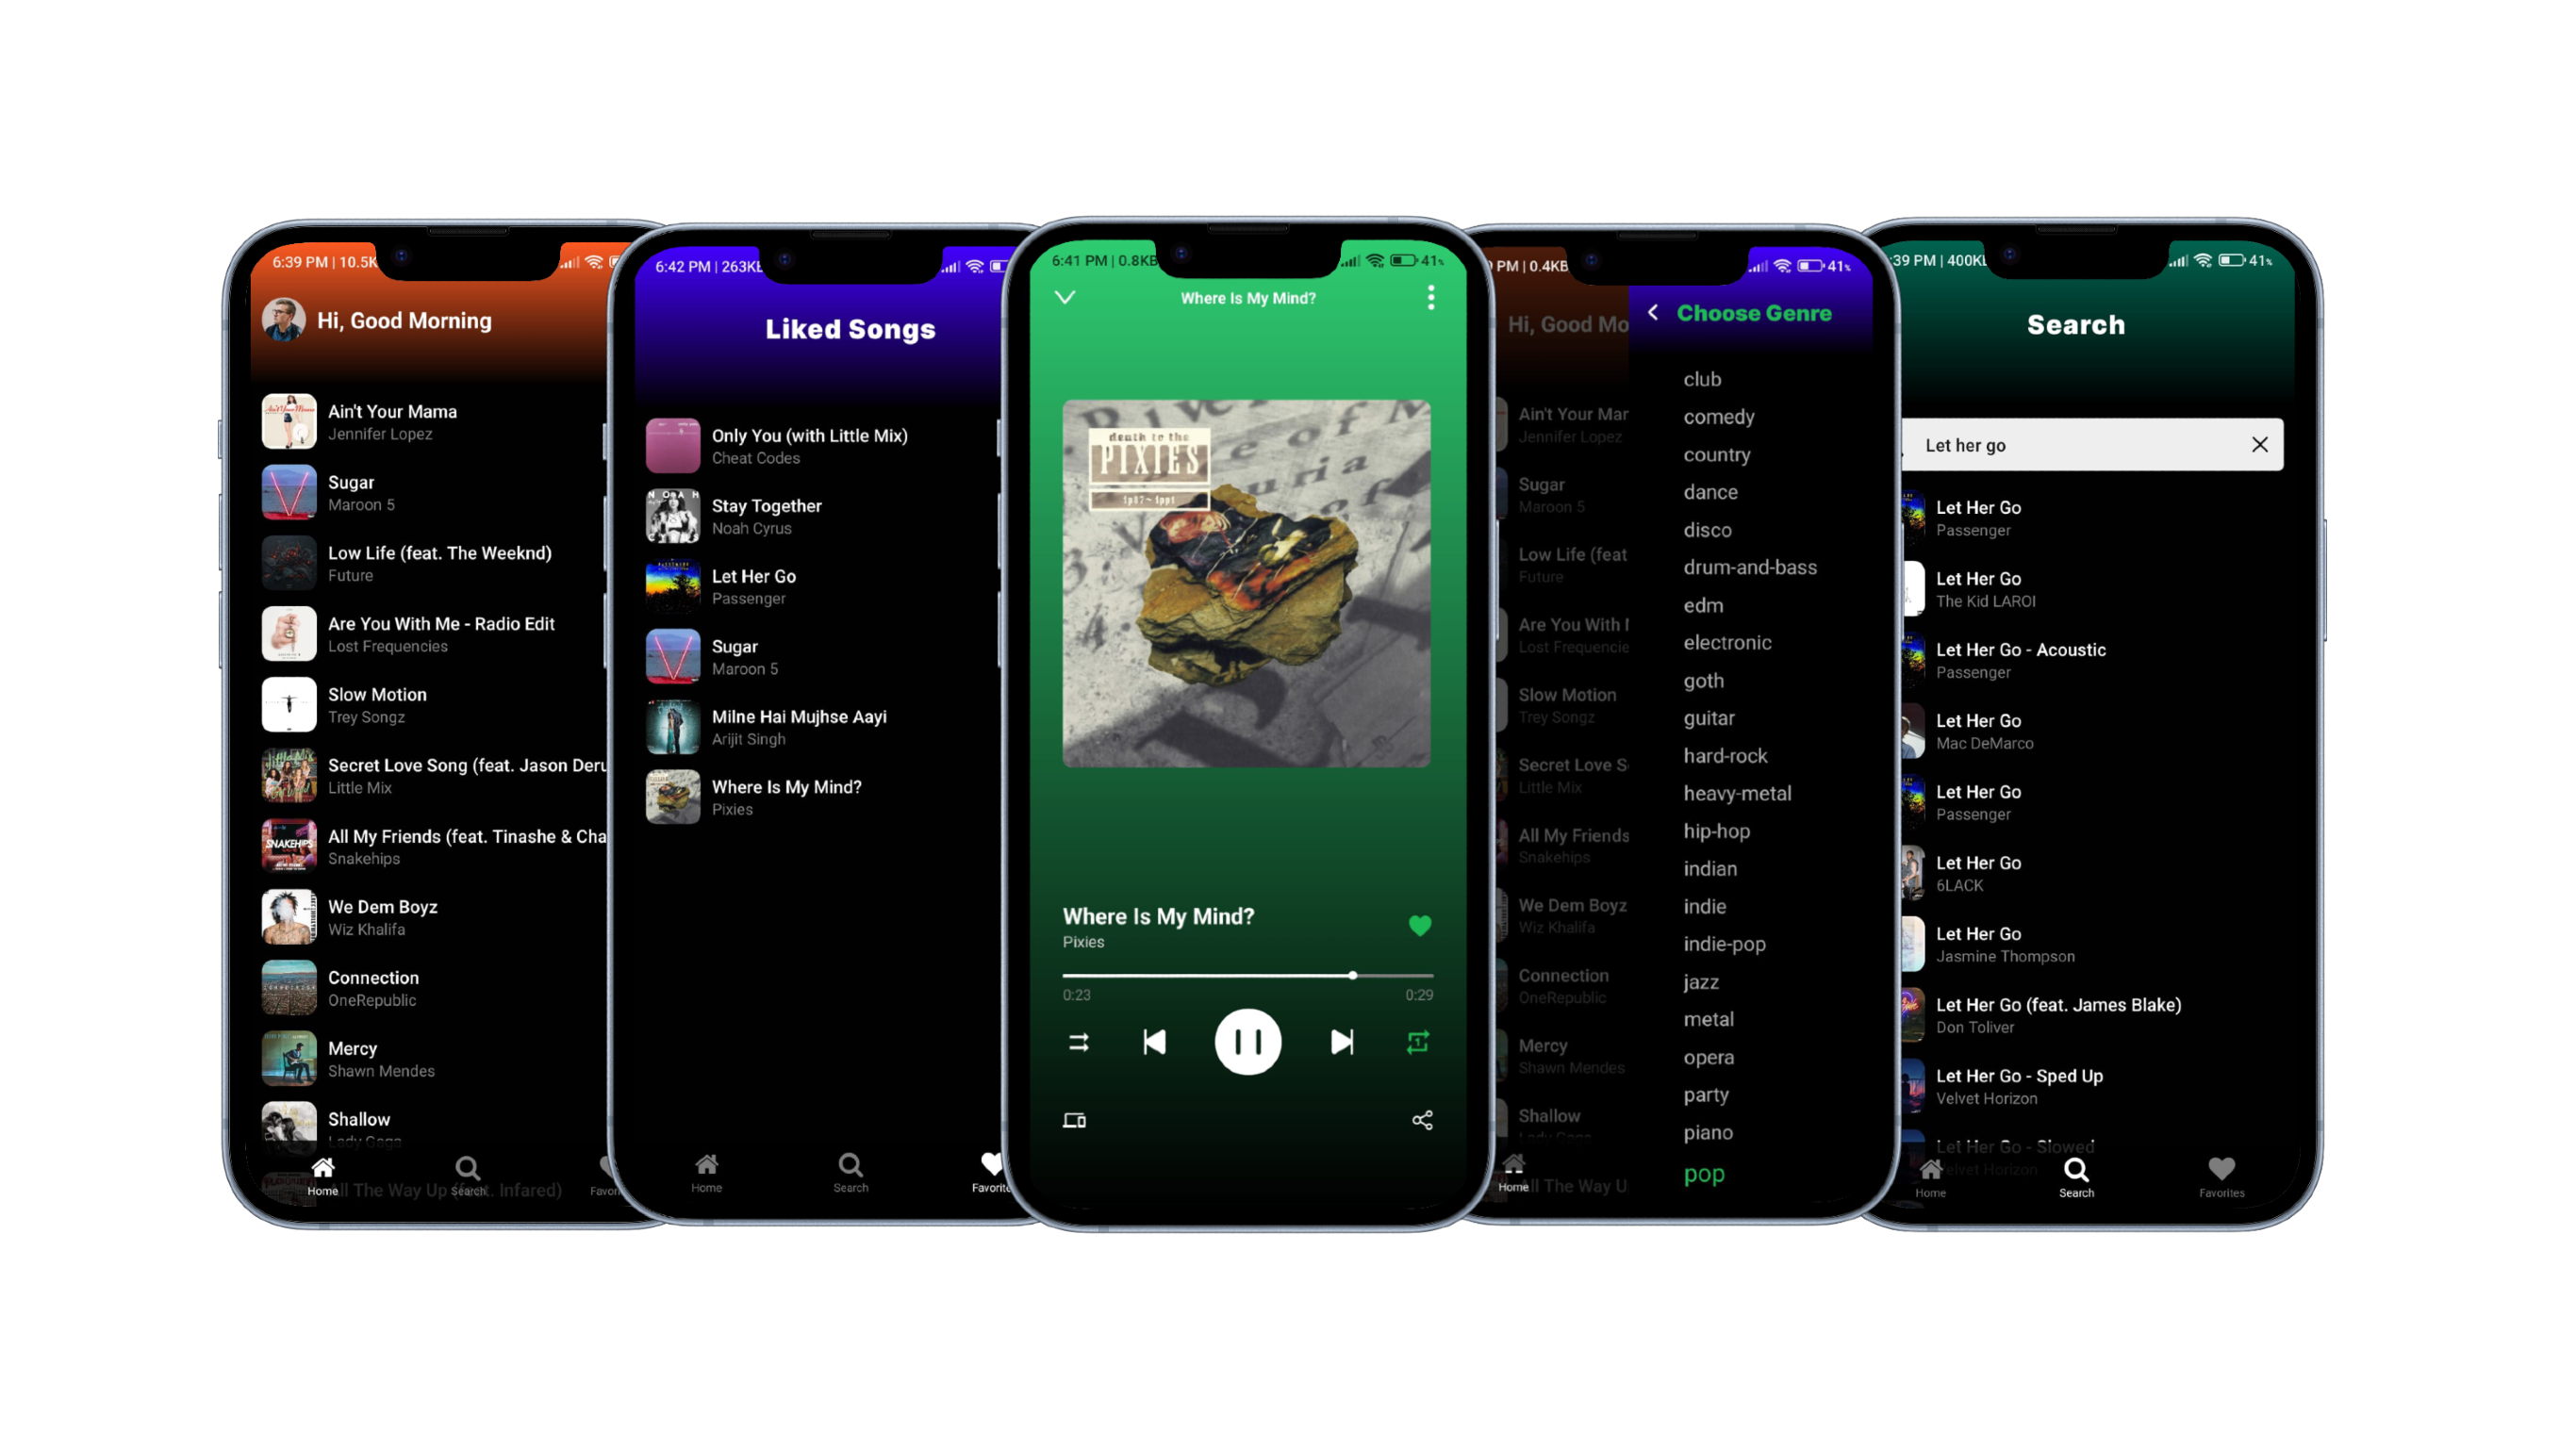 6:39 PM | 10.5K
Hi, Good Morning
Ain't Your Mama
Jennifer Lopez
Sugar
Maroon 5
Low Life (feat. The Weeknd)
Future
Are You With Me - Radio Edit
Lost Frequencies
Slow Motion
Trey Songz
Secret Love Song (feat. Jason Deru
Little Mix
All My Friends (feat. Tinashe & Cha
SNAKEHIPS
Snakehips
We Dem Boyz
Wiz Khalifa
Connection
OneRepublic
Mercy
Shawn Mendes
Shallow
Lady Gaga
All The Way Up (feat. Infared)
Home
Search
Favor
6:42 PM | 263KB
Liked Songs
Only You (with Little Mix)
Cheat Codes
NOAH
Stay Together
Noah Cyrus
Let Her Go
Passenger
Sugar
Maroon 5
Milne Hai Mujhse Aayi
Arijit Singh
Where Is My Mind?
Pixies
Home
Search
Favorite
6:41 PM | 0.8KB
41%
Where Is My Mind?
death to the
PIXIES
Where Is My Mind?
Pixies
0:23
0:29
1
PM | 0.4KB
41%
Hi, Good Mo
Ain't Your Mar
Jennifer Lopez
Sugar
Maroon 5
Low Life (feat
Future
Are You With
Lost Frequencie
Slow Motion
Trey Songz
Secret Love S
Little Mix
All My Friends
Snakehips
We Dem Boyz
Wiz Khalifa
Connection
OneRepublic
Mercy
Shawn Mendes
Shallow
Lady Gaga
All The Way U
Home
Choose Genre
club
comedy
country
dance
disco
drum-and-bass
edm
electronic
goth
guitar
hard-rock
heavy-metal
hip-hop
indian
indie
indie-pop
jazz
metal
opera
party
piano
pop
:39 PM | 400KB
41%
Search
Let her go
Let Her Go
Passenger
Let Her Go
The Kid LAROI
Let Her Go - Acoustic
Passenger
Let Her Go
Mac DeMarco
Let Her Go
Passenger
Let Her Go
6LACK
Let Her Go
Jasmine Thompson
Let Her Go (feat. James Blake)
Don Toliver
Let Her Go - Sped Up
Velvet Horizon
Let Her Go - Slowed
elvet Horizon
Home
Search
Favorites